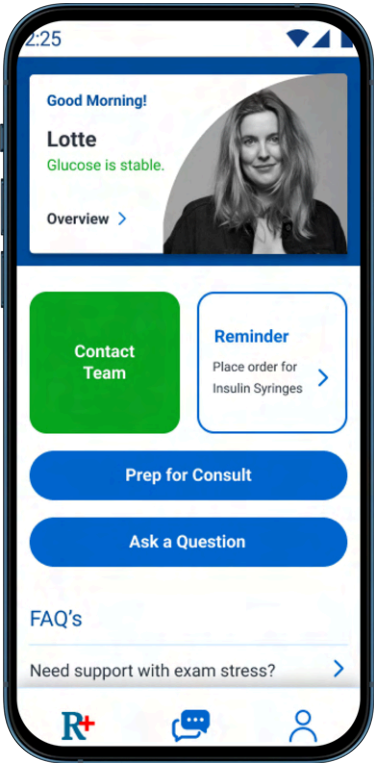 2:25
Good Morning!
Lotte
Glucose is stable.
Overview
Contact
Team
Reminder
Place order for
Insulin Syringes
Prep for Consult
Ask a Question
FAQ's
Need support with exam stress?
R+